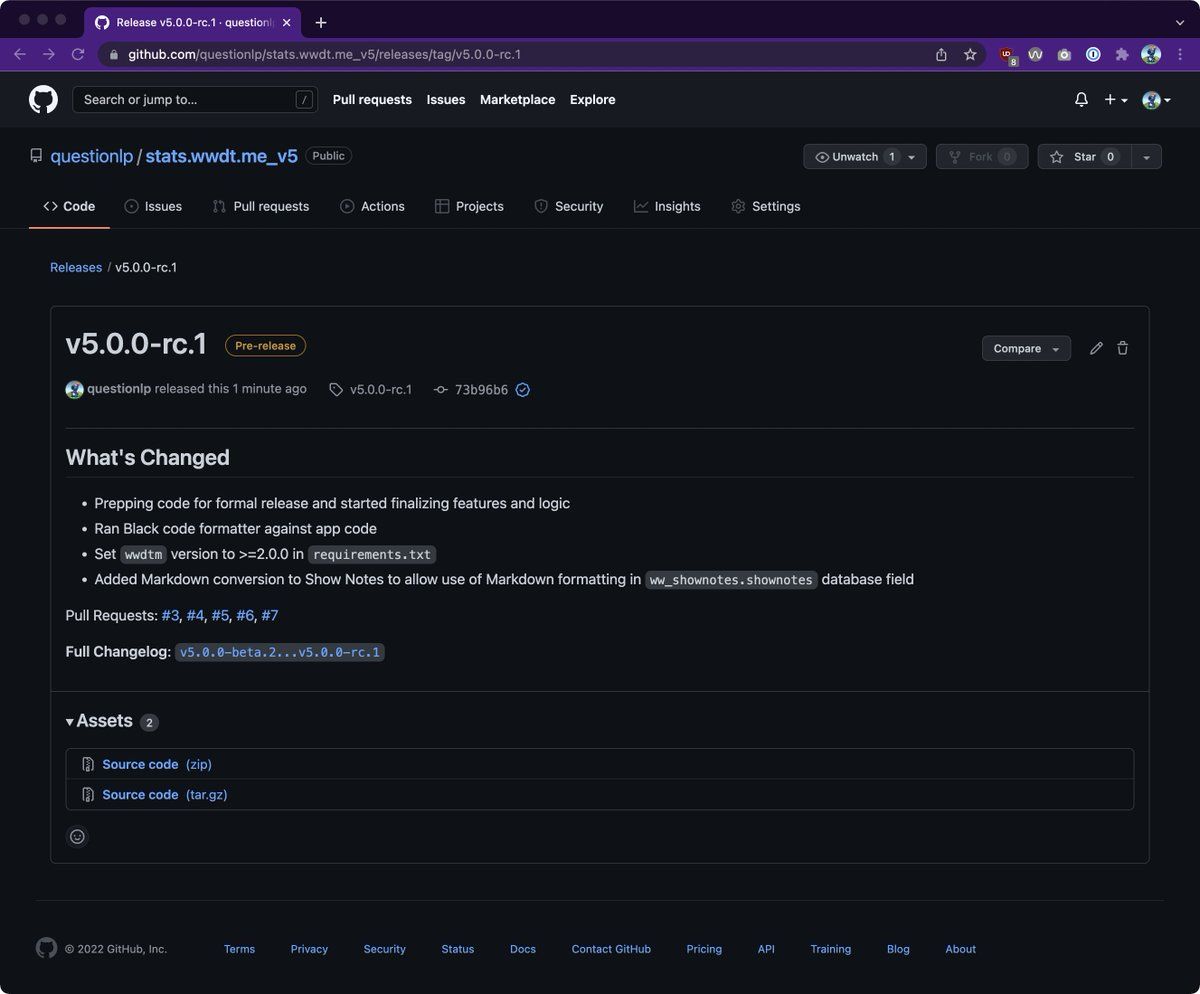 Release v5.0.0-rc.1 · question
github.com/questionlp/stats.wwdt.me_v5/releases/tag/v5.0.0-rc.1
8
Search or jump to... /
Pull requests Issues Marketplace Explore
questionlp / stats.wwdt.me_v5 Public
Unwatch 1 Fork 0 Star 0
Code Issues Pull requests Actions Projects Security Insights Settings
Releases / v5.0.0-rc.1
v5.0.0-rc.1 Pre-release
Compare
questionlp released this 1 minute ago v5.0.0-rc.1 73b96b6
What's Changed
• Prepping code for formal release and started finalizing features and logic
• Ran Black code formatter against app code
• Set wwdtm version to >=2.0.0 in requirements.txt
• Added Markdown conversion to Show Notes to allow use of Markdown formatting in ww_shownotes.shownotes database field
Pull Requests: #3, #4, #5, #6, #7
Full Changelog: v5.0.0-beta.2...v5.0.0-rc.1
Assets 2
Source code (zip)
Source code (tar.gz)
© 2022 GitHub, Inc. Terms Privacy Security Status Docs Contact GitHub Pricing API Training Blog About